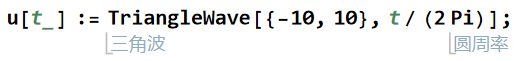 u[t_] := TriangleWave[{-10, 10}, t / (2 Pi)];
三角波 圆周率